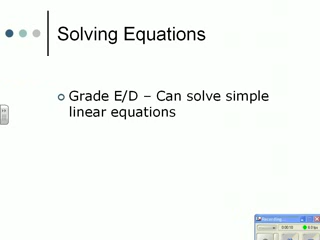 Solving Equations
Grade E/D – Can solve simple
linear equations